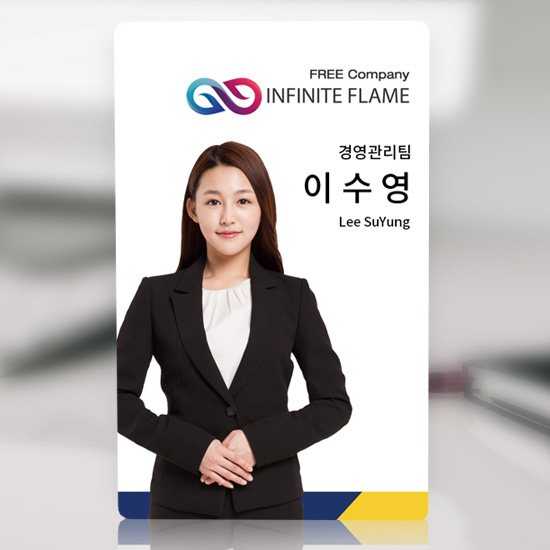 FREE Company
INFINITE FLAME
경영관리팀
이수영
Lee SuYung